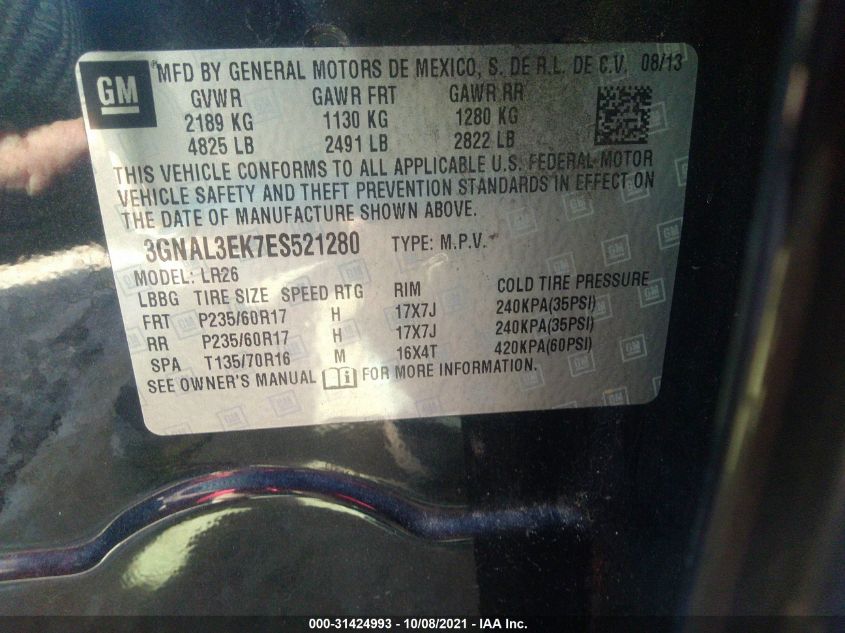 GM
MFD BY GENERAL MOTORS DE MEXICO, S. DE R.L. DE C.V. 08/13
GVWR GAWR FRT GAWR RR
2189 KG 1130 KG 1280 KG
4825 LB 2491 LB 2822 LB
THIS VEHICLE CONFORMS TO ALL APPLICABLE U.S. FEDERAL MOTOR
VEHICLE SAFETY AND THEFT PREVENTION STANDARDS IN EFFECT ON
THE DATE OF MANUFACTURE SHOWN ABOVE.
3GNAL3EK7ES521280 TYPE: M.P.V.
MODEL: LR26
LBBG TIRE SIZE SPEED RTG RIM COLD TIRE PRESSURE
FRT P235/60R17 H 17X7J 240KPA(35PSI)
RR P235/60R17 H 17X7J 240KPA(35PSI)
SPA T135/70R16 M 16X4T 420KPA(60PSI)
SEE OWNER'S MANUAL FOR MORE INFORMATION.
000-31424993 - 10/08/2021 - IAA Inc.